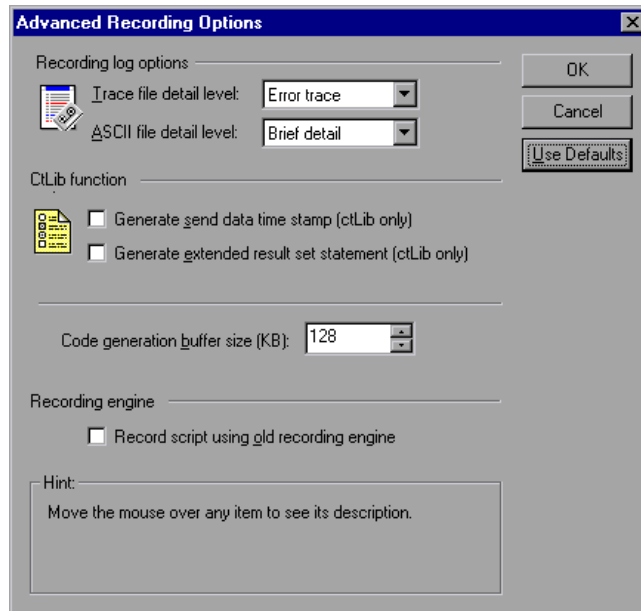 Advanced Recording Options
Recording log options
OK
Trace file detail level: Error trace
Cancel
ASCII file detail level: Brief detail
Use Defaults
CtLib function
Generate send data time stamp (ctLib only)
Generate extended result set statement (ctLib only)
Code generation buffer size (KB): 128
Recording engine
Record script using old recording engine
Hint:
Move the mouse over any item to see its description.